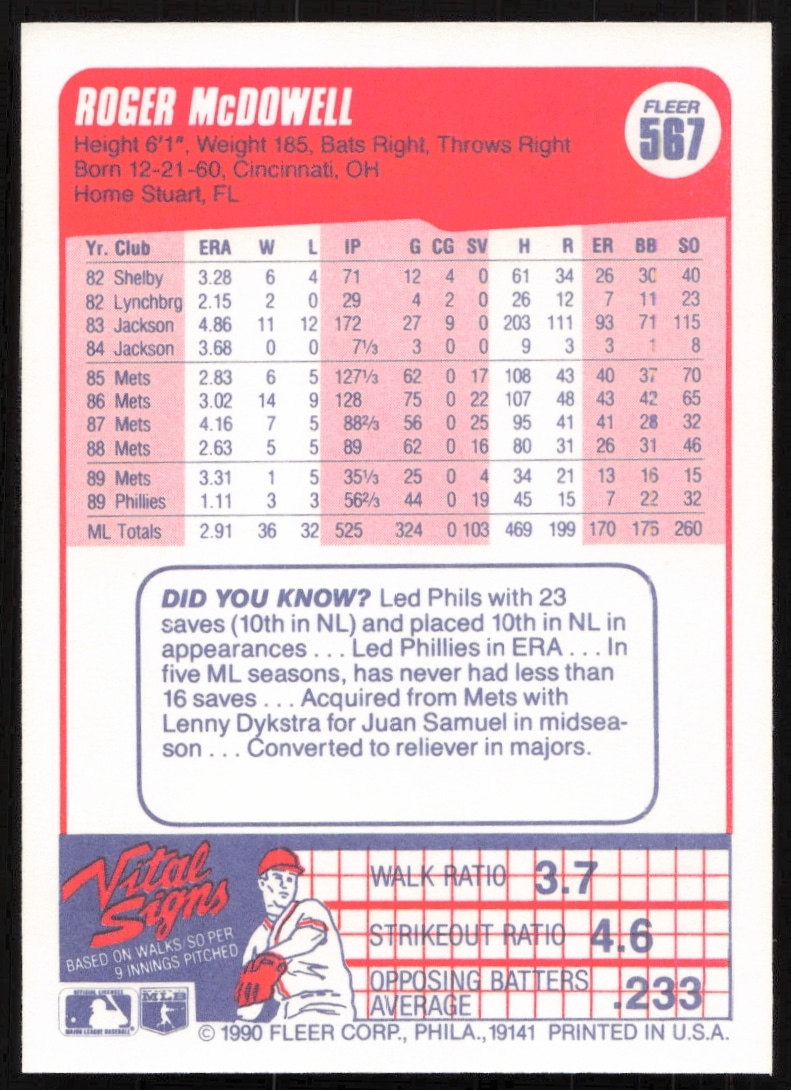 ROGER McDOWELL
FLEER
567
Height 6'1", Weight 185, Bats Right, Throws Right
Born 12-21-60, Cincinnati, OH
Home Stuart, FL
Yr. Club ERA W L IP G CG SV H R ER BB SO
82 Shelby 3.28 6 4 71 12 4 0 61 34 26 30 40
82 Lynchbrg 2.15 2 0 29 4 2 0 26 12 7 11 23
83 Jackson 4.86 11 12 172 27 9 0 203 111 93 71 115
84 Jackson 3.68 0 0 7⅓ 3 0 0 9 3 3 1 8
85 Mets 2.83 6 5 127⅓ 62 0 17 108 43 40 37 70
86 Mets 3.02 14 9 128 75 0 22 107 48 43 42 65
87 Mets 4.16 7 5 88⅔ 56 0 25 95 41 41 28 32
88 Mets 2.63 5 5 89 62 0 16 80 31 26 31 46
89 Mets 3.31 1 5 35⅓ 25 0 4 34 21 13 16 15
89 Phillies 1.11 3 3 56⅔ 44 0 19 45 15 7 22 32
ML Totals 2.91 36 32 525 324 0 103 469 199 170 176 260
DID YOU KNOW? Led Phils with 23
saves (10th in NL) and placed 10th in NL in
appearances . . . Led Phillies in ERA . . . In
five ML seasons, has never had less than
16 saves . . . Acquired from Mets with
Lenny Dykstra for Juan Samuel in midsea-
son . . . Converted to reliever in majors.
Vital
Signs
BASED ON WALKS/SO PER
9 INNINGS PITCHED
WALK RATIO 3.7
STRIKEOUT RATIO 4.6
OPPOSING BATTERS
AVERAGE .233
OFFICIAL LICENSEE
MAJOR LEAGUE BASEBALL
MLB
© 1990 FLEER CORP., PHILA., 19141 PRINTED IN U.S.A.